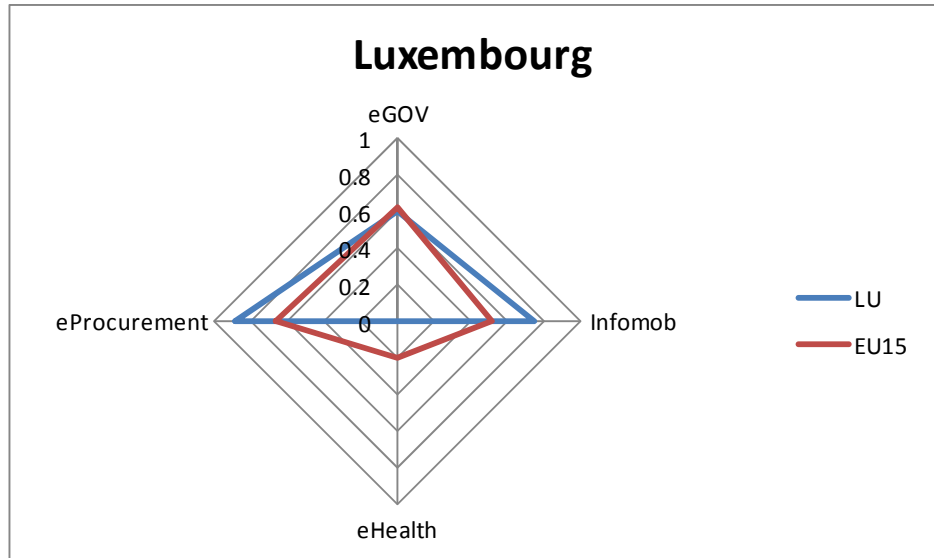 Luxembourg
eGOV
1
0.8
0.6
0.4
0.2
0
eProcurement
Infomob
eHealth
LU
EU15